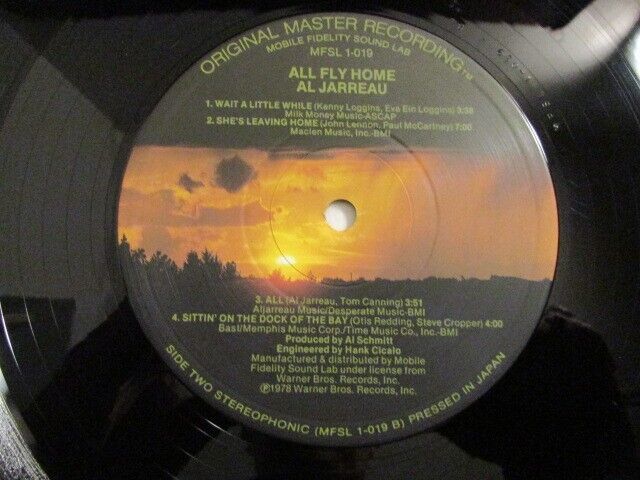 ORIGINAL MASTER RECORDING™
MOBILE FIDELITY SOUND LAB
MFSL 1-019
ALL FLY HOME
AL JARREAU
1. WAIT A LITTLE WHILE (Kenny Loggins, Eva Ein Loggins) 3:38
Milk Money Music-ASCAP
2. SHE'S LEAVING HOME (John Lennon, Paul McCartney) 7:00
Maclen Music, Inc.-BMI
3. ALL (Al Jarreau, Tom Canning) 3:51
Aljarreau Music/Desperate Music-BMI
4. SITTIN' ON THE DOCK OF THE BAY (Otis Redding, Steve Cropper) 4:00
East/Memphis Music Corp./Time Music Co., Inc.-BMI
Produced by Al Schmitt
Engineered by Hank Cicalo
Manufactured & distributed by Mobile
Fidelity Sound Lab under license from
Warner Bros. Records, Inc.
℗1978 Warner Bros. Records, Inc.
SIDE TWO STEREOPHONIC (MFSL 1-019 B) PRESSED IN JAPAN